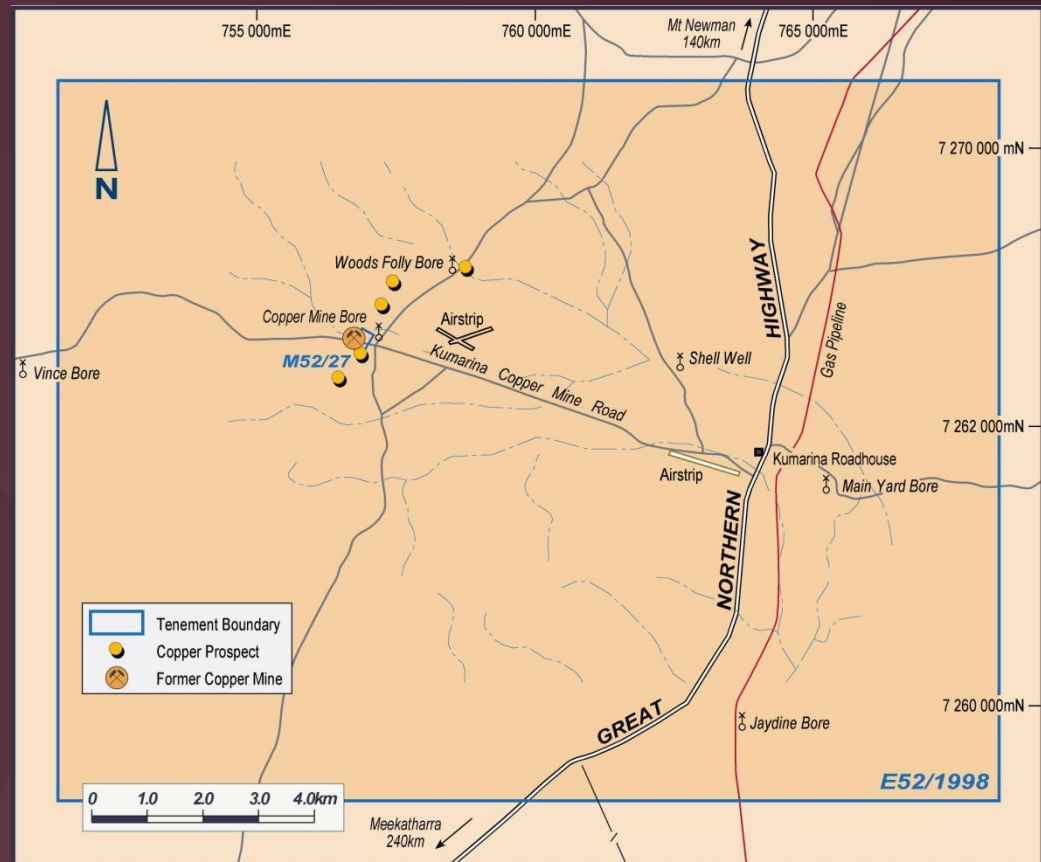 755 000mE
760 000mE
Mt Newman
140km
765 000mE
7 270 000 mN
N
HIGHWAY
Woods Folly Bore
Copper Mine Bore
Airstrip
Gas Pipeline
M52/27
Shell Well
Vince Bore
Kumarina Copper Mine Road
7 262 000mN
Kumarina Roadhouse
Airstrip
Main Yard Bore
NORTHERN
Tenement Boundary
Copper Prospect
Former Copper Mine
7 260 000mN
GREAT
Jaydine Bore
E52/1998
0 1.0 2.0 3.0 4.0km
Meekatharra
240km